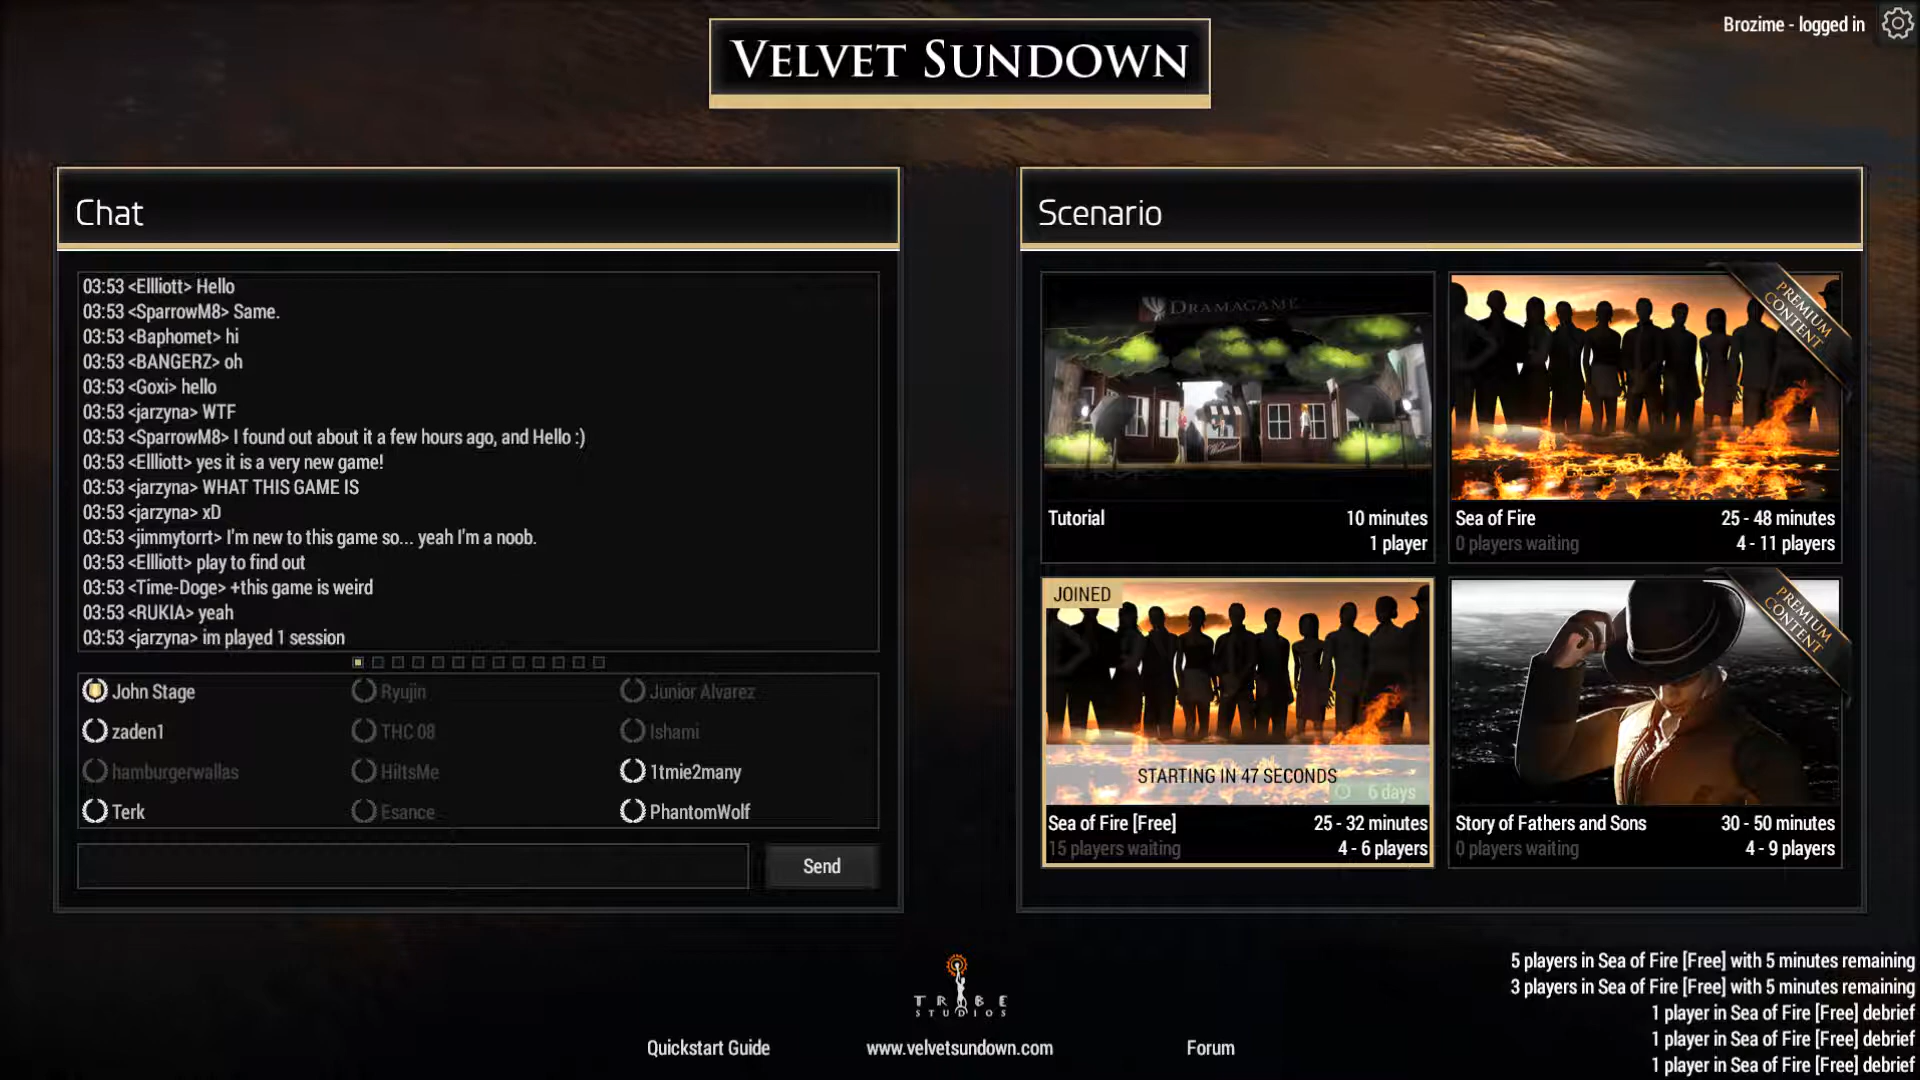 Brozime - logged in
VELVET SUNDOWN
Chat
03:53 <Ellliott> Hello
03:53 <SparrowM8> Same.
03:53 <Baphomet> hi
03:53 <BANGERZ> oh
03:53 <Goxi> hello
03:53 <jarzyna> WTF
03:53 <SparrowM8> I found out about it a few hours ago, and Hello :)
03:53 <Ellliott> yes it is a very new game!
03:53 <jarzyna> WHAT THIS GAME IS
03:53 <jarzyna> xD
03:53 <jimmytorrt> I'm new to this game so... yeah I'm a noob.
03:53 <Ellliott> play to find out
03:53 <Time-Doge> +this game is weird
03:53 <RUKIA> yeah
03:53 <jarzyna> im played 1 session
John Stage
Ryujin
Junior Alvarez
zaden1
THC 08
Ishami
hamburgerwallas
HiltsMe
1tmie2many
Terk
Esance
PhantomWolf
Send
Scenario
DRAMAGAME
Tutorial
10 minutes
1 player
PREMIUM
CONTENT
Sea of Fire
25 - 48 minutes
0 players waiting
4 - 11 players
JOINED
STARTING IN 47 SECONDS
6 days
Sea of Fire [Free]
25 - 32 minutes
15 players waiting
4 - 6 players
PREMIUM
CONTENT
Story of Fathers and Sons
30 - 50 minutes
0 players waiting
4 - 9 players
TRIBE
STUDIOS
Quickstart Guide
www.velvetsundown.com
Forum
5 players in Sea of Fire [Free] with 5 minutes remaining
3 players in Sea of Fire [Free] with 5 minutes remaining
1 player in Sea of Fire [Free] debrief
1 player in Sea of Fire [Free] debrief
1 player in Sea of Fire [Free] debrief